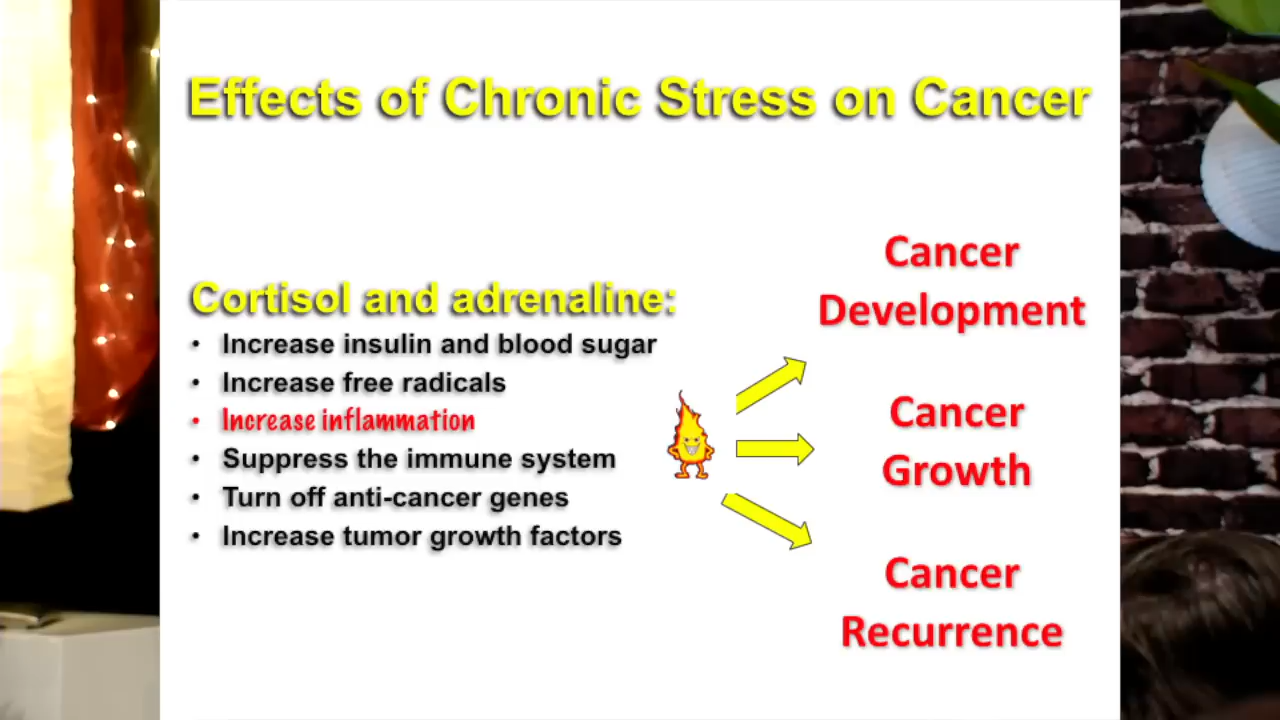 Effects of Chronic Stress on Cancer
Cortisol and adrenaline:
• Increase insulin and blood sugar
• Increase free radicals
• Increase inflammation
• Suppress the immune system
• Turn off anti-cancer genes
• Increase tumor growth factors
Cancer
Development
Cancer
Growth
Cancer
Recurrence